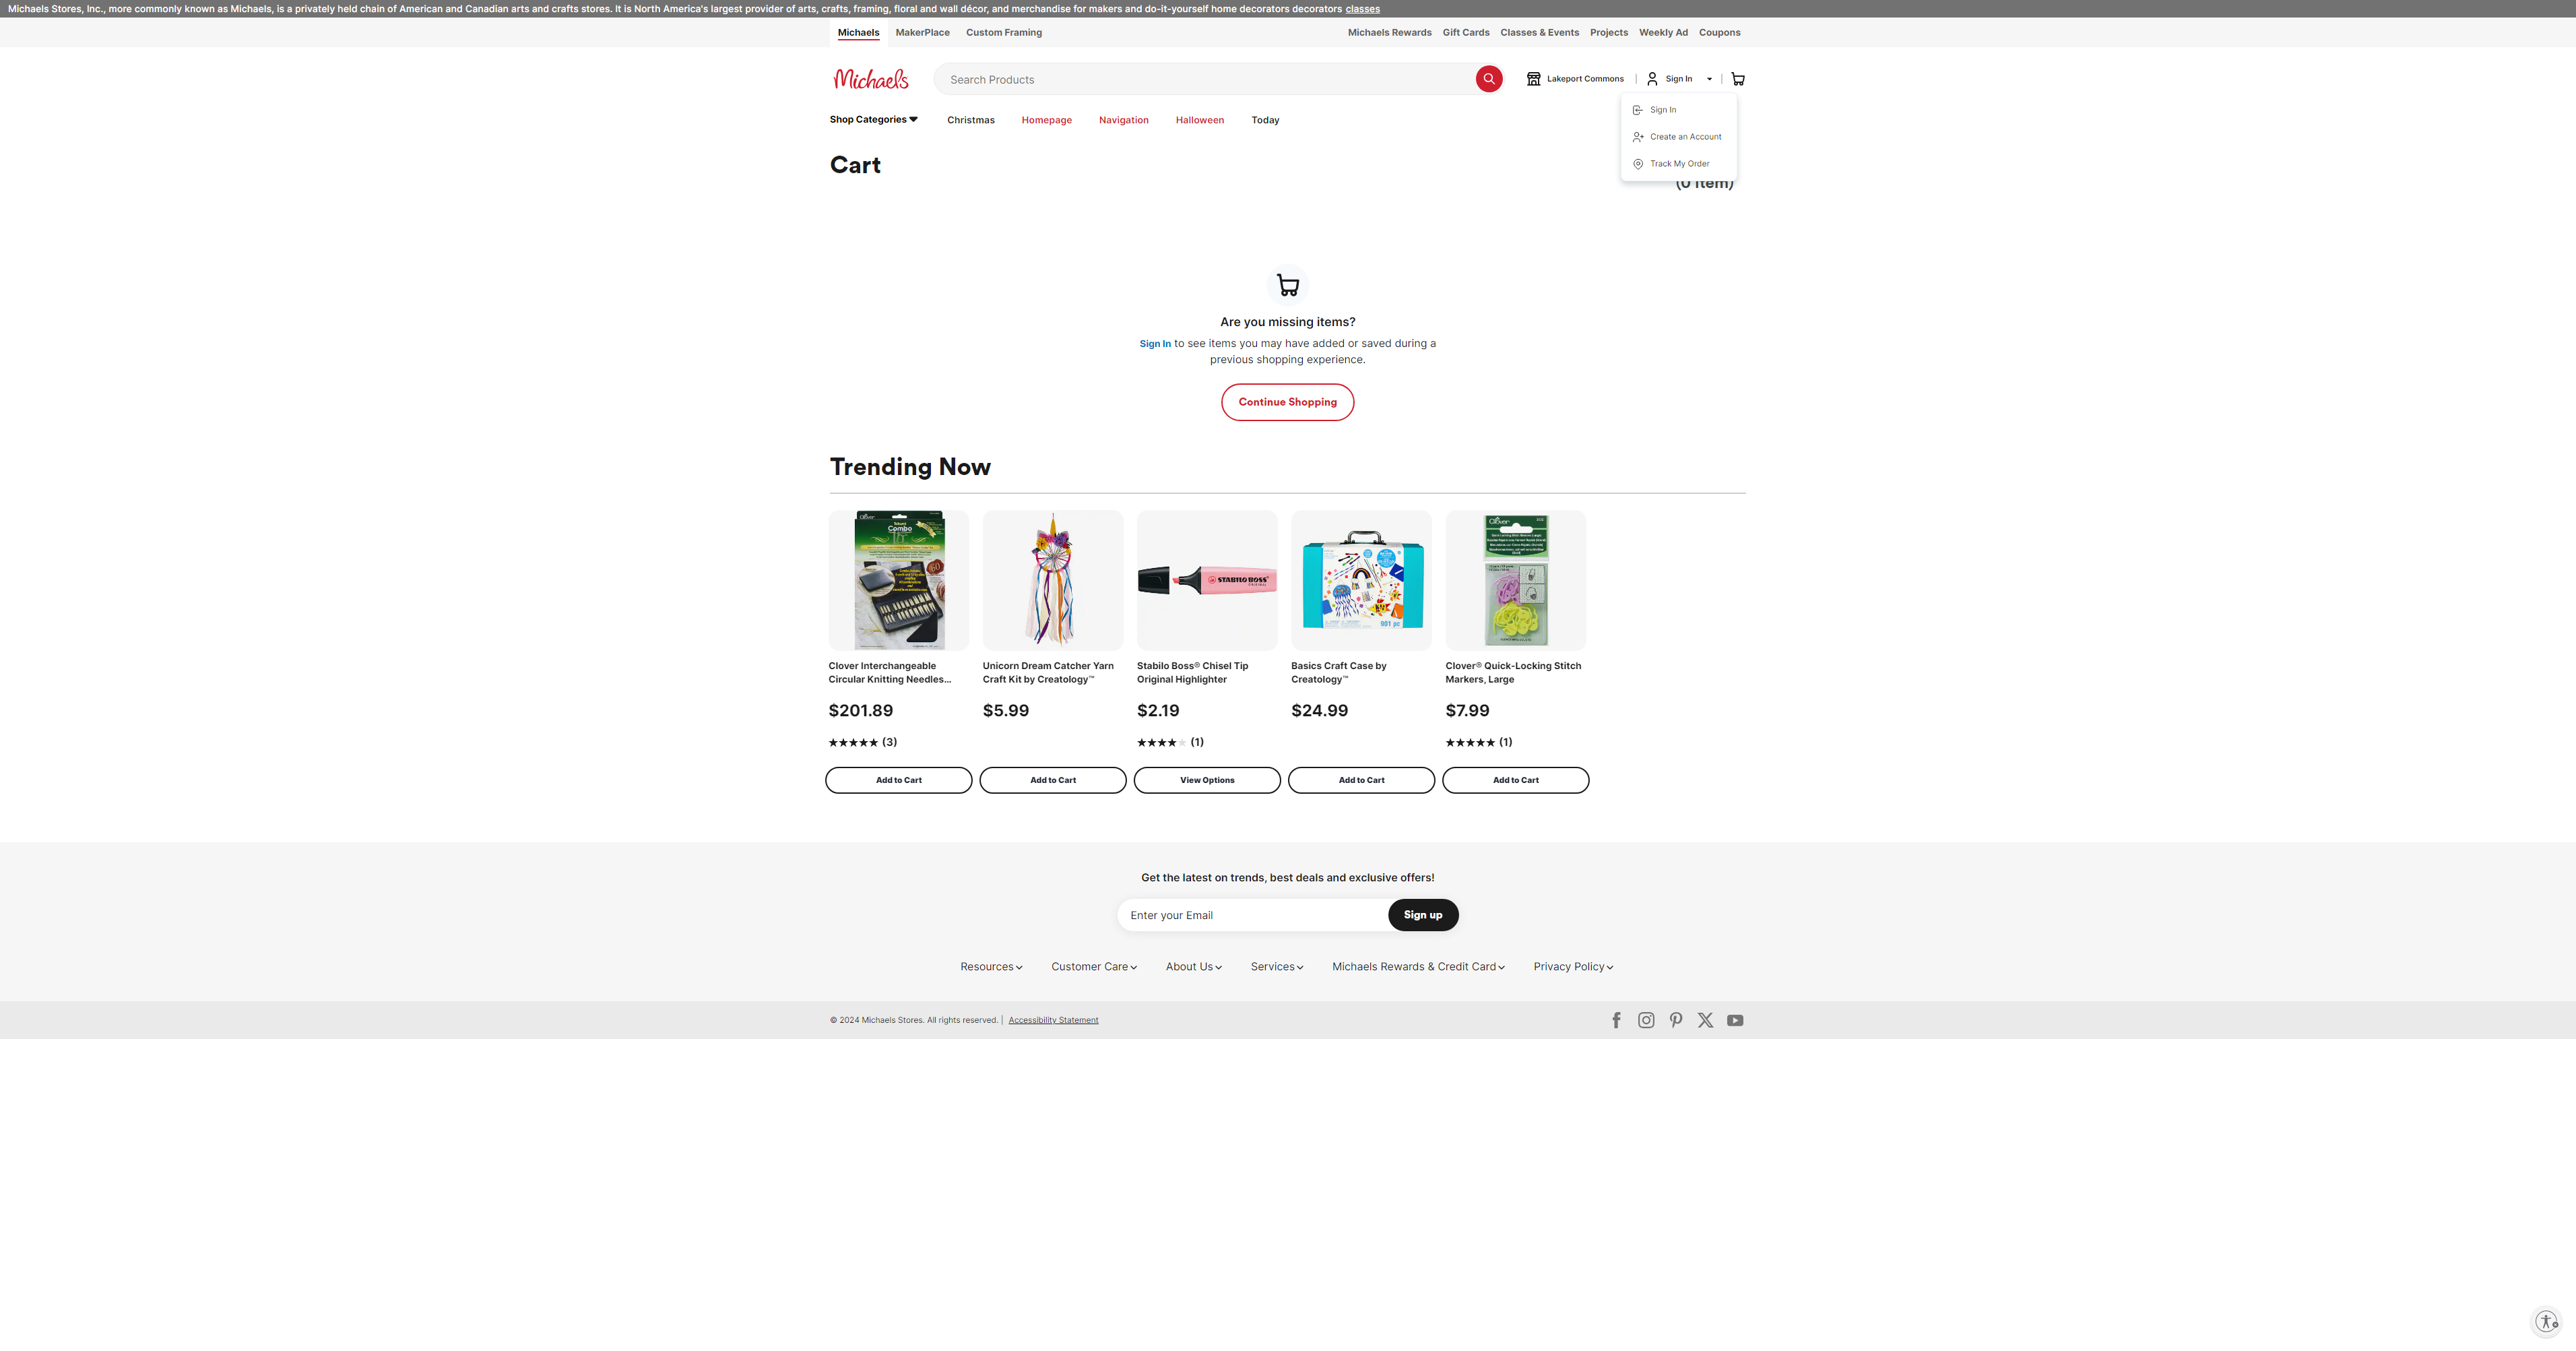 Michaels Stores, Inc., more commonly known as Michaels, is a privately held chain of American and Canadian arts and crafts stores. It is North America's largest provider of arts, crafts, framing, floral and wall décor, and merchandise for makers and do-it-yourself home decorators decorators classes
Michaels MakerPlace Custom Framing Michaels Rewards Gift Cards Classes & Events Projects Weekly Ad Coupons
Michaels Search Products Lakeport Commons | Sign In |
Sign In
Create an Account
Track My Order
Shop Categories Christmas Homepage Navigation Halloween Today
Cart
(0 item)
Are you missing items?
Sign In to see items you may have added or saved during a
previous shopping experience.
Continue Shopping
Trending Now
Clover
Combo
STABILO BOSS
ORIGINAL
901 pc
Clover
Clover Interchangeable
Circular Knitting Needles...
$201.89
★★★★★ (3)
Add to Cart
Unicorn Dream Catcher Yarn
Craft Kit by Creatology™
$5.99
Add to Cart
Stabilo Boss® Chisel Tip
Original Highlighter
$2.19
★★★★★ (1)
View Options
Basics Craft Case by
Creatology™
$24.99
Add to Cart
Clover® Quick-Locking Stitch
Markers, Large
$7.99
★★★★★ (1)
Add to Cart
Get the latest on trends, best deals and exclusive offers!
Enter your Email Sign up
Resources Customer Care About Us Services Michaels Rewards & Credit Card Privacy Policy
© 2024 Michaels Stores. All rights reserved. | Accessibility Statement